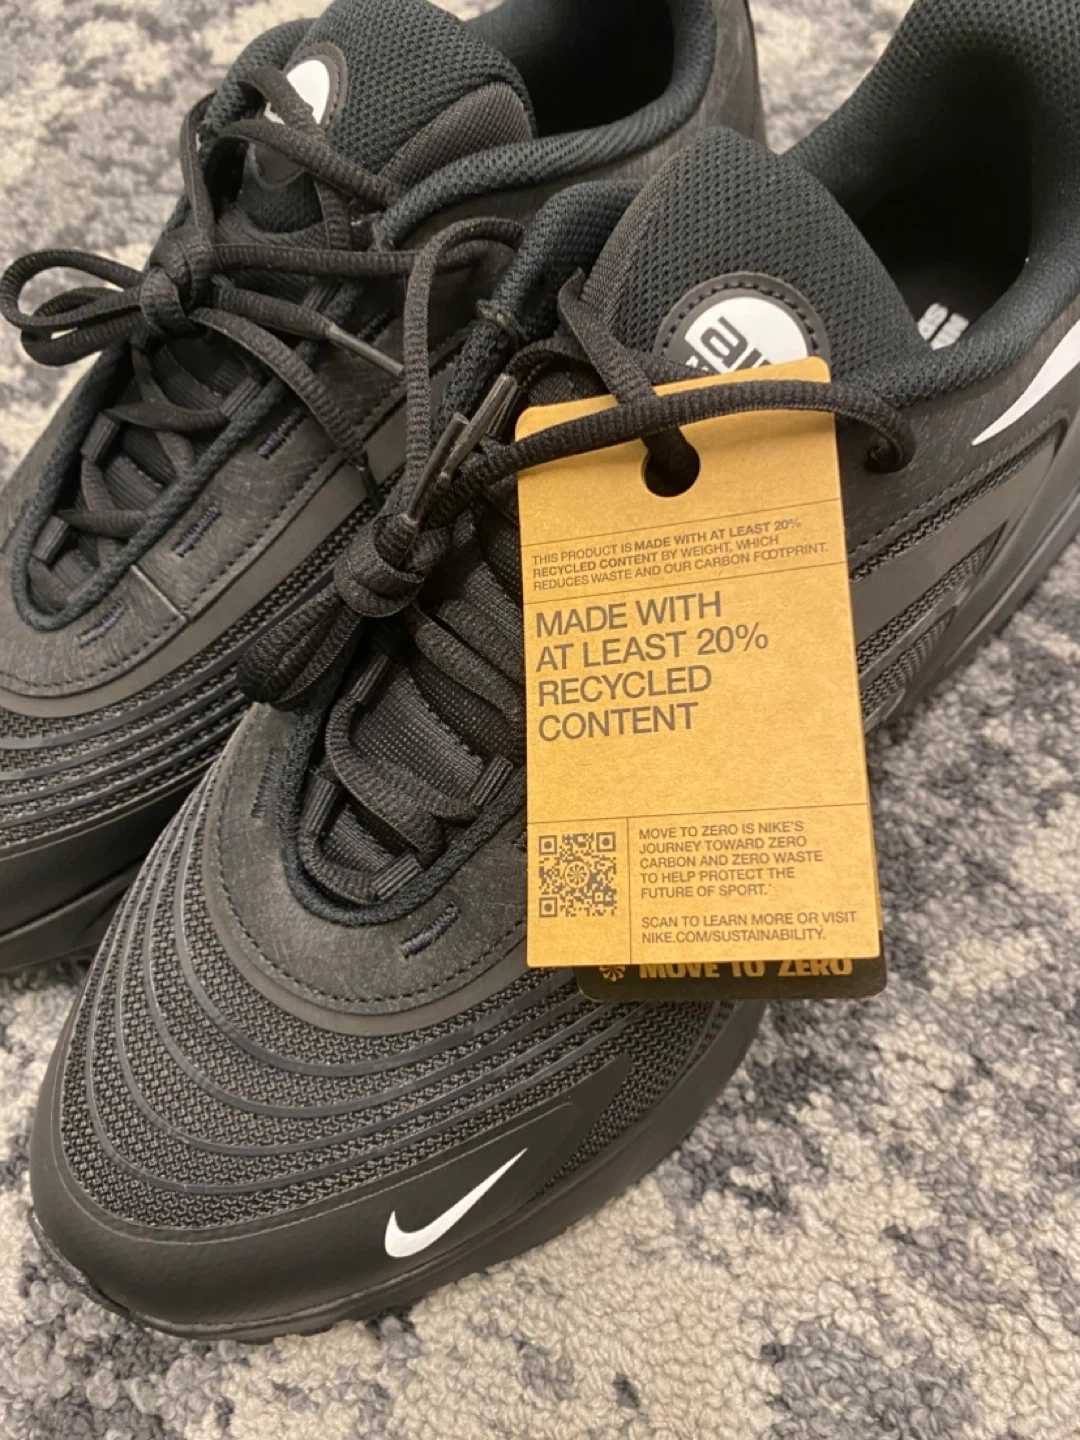 air
THIS PRODUCT IS MADE WITH AT LEAST 20%
RECYCLED CONTENT BY WEIGHT, WHICH
REDUCES WASTE AND OUR CARBON FOOTPRINT.
MADE WITH
AT LEAST 20%
RECYCLED
CONTENT
MOVE TO ZERO IS NIKE'S
JOURNEY TOWARD ZERO
CARBON AND ZERO WASTE
TO HELP PROTECT THE
FUTURE OF SPORT.*
SCAN TO LEARN MORE OR VISIT
NIKE.COM/SUSTAINABILITY.
MOVE TO ZERO